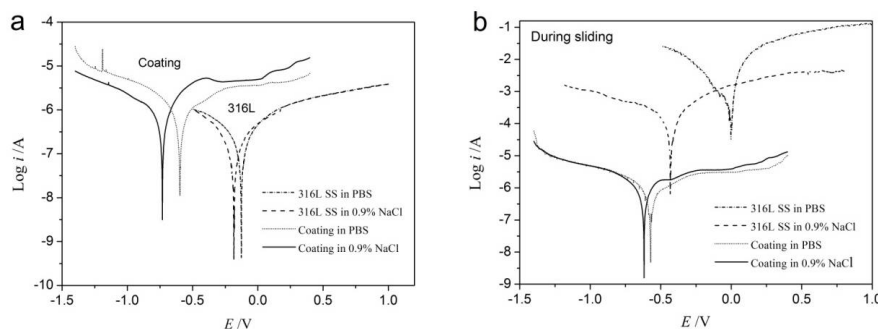 a
Coating
316L
Log i /A
-4
-5
-6
-7
-8
-9
-10
316L SS in PBS
316L SS in 0.9% NaCl
Coating in PBS
Coating in 0.9% NaCl
-1.5 -1.0 -0.5 0.0 0.5 1.0
E /V
b
During sliding
Log i /A
-1
-2
-3
-4
-5
-6
-7
-8
-9
316L SS in PBS
316L SS in 0.9% NaCl
Coating in PBS
Coating in 0.9% NaCl
-1.5 -1.0 -0.5 0.0 0.5 1.0
E /V